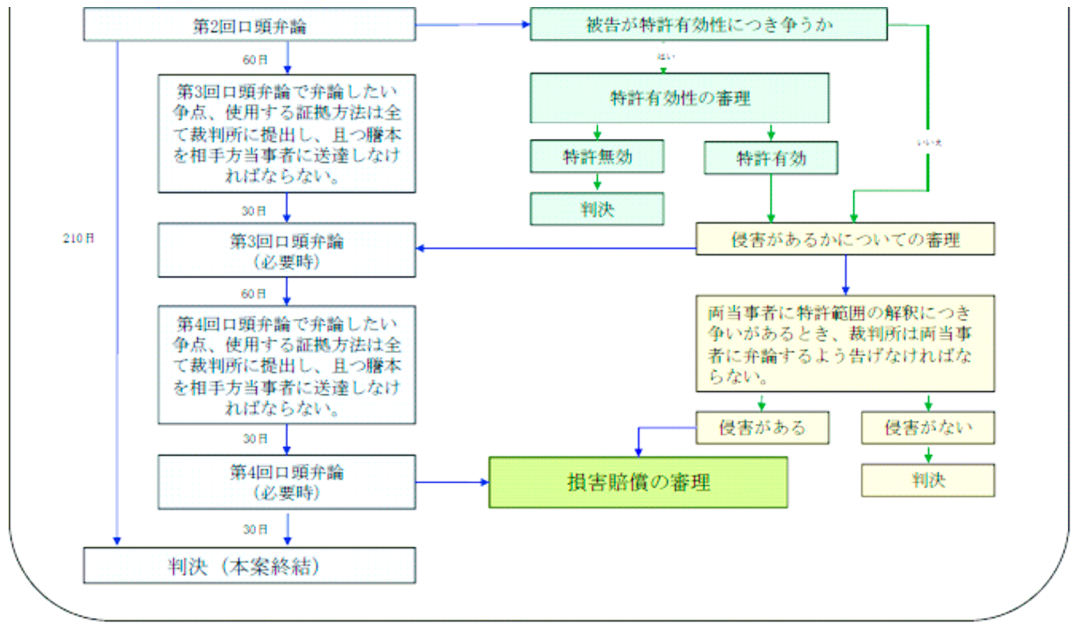 第2回口頭弁論
被告が特許有効性につき争うか
60日
はい
第3回口頭弁論で弁論したい
争点、使用する証拠方法は全
て裁判所に提出し、且つ謄本
を相手方当事者に送達しなけ
ればならない。
特許有効性の審理
いいえ
特許無効
特許有効
30日
判決
210日
第3回口頭弁論
（必要時）
侵害があるかについての審理
60日
第4回口頭弁論で弁論したい
争点、使用する証拠方法は全
て裁判所に提出し、且つ謄本
を相手方当事者に送達しなけ
ればならない。
両当事者に特許範囲の解釈につき
争いがあるとき、裁判所は両当事
者に弁論するよう告げなければな
らない。
30日
侵害がある
侵害がない
第4回口頭弁論
（必要時）
損害賠償の審理
判決
30日
判決（本案終結）